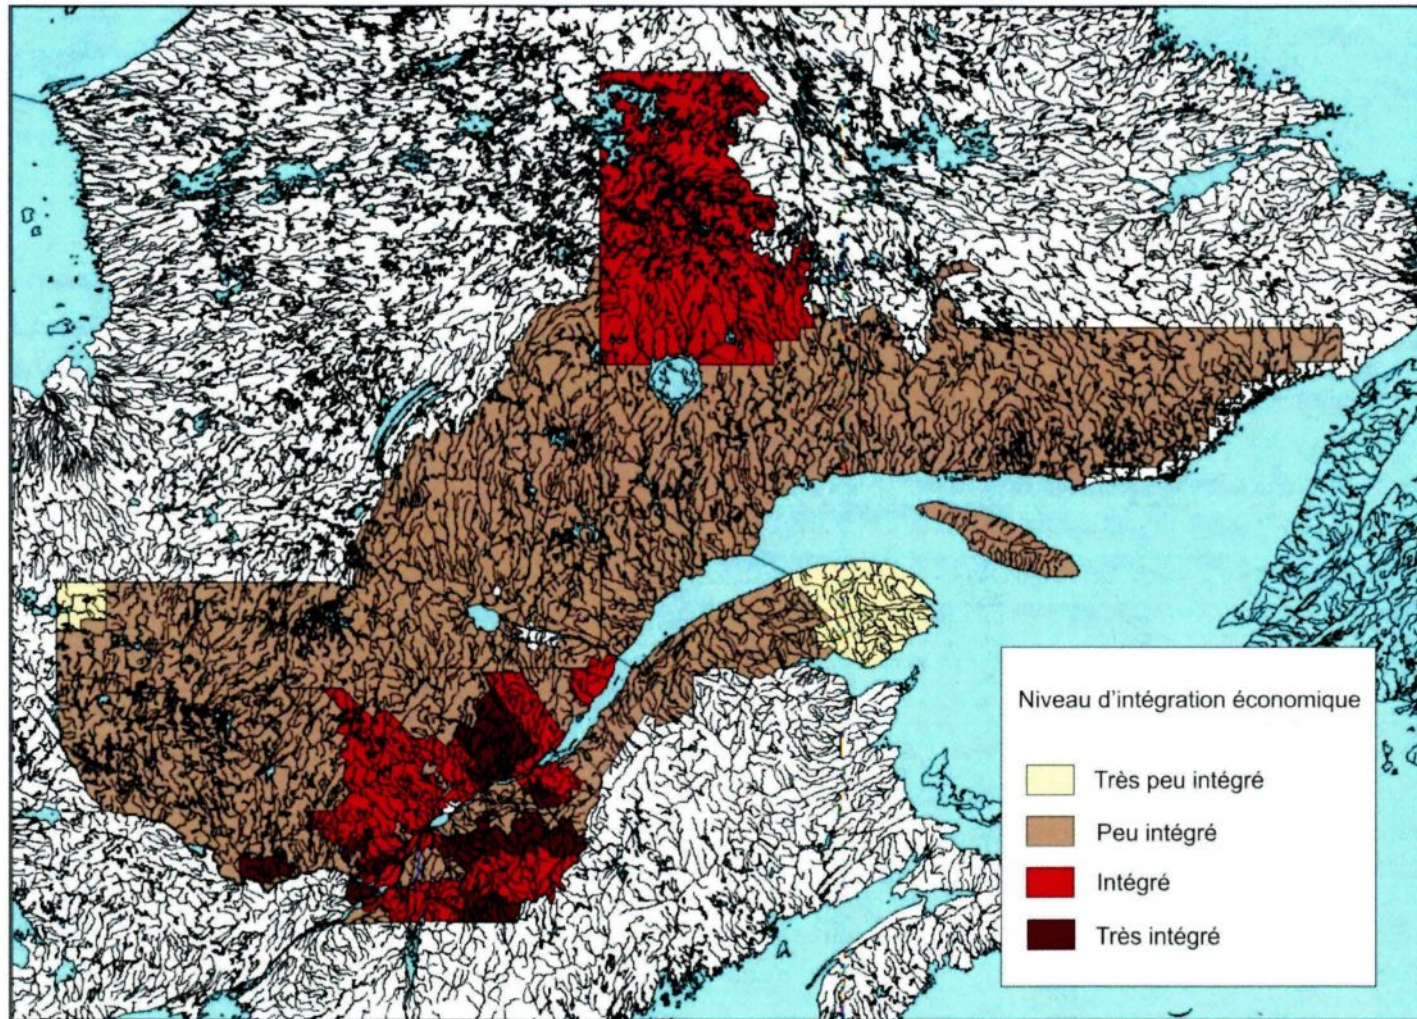 Niveau d'intégration économique
Très peu intégré
Peu intégré
Intégré
Très intégré